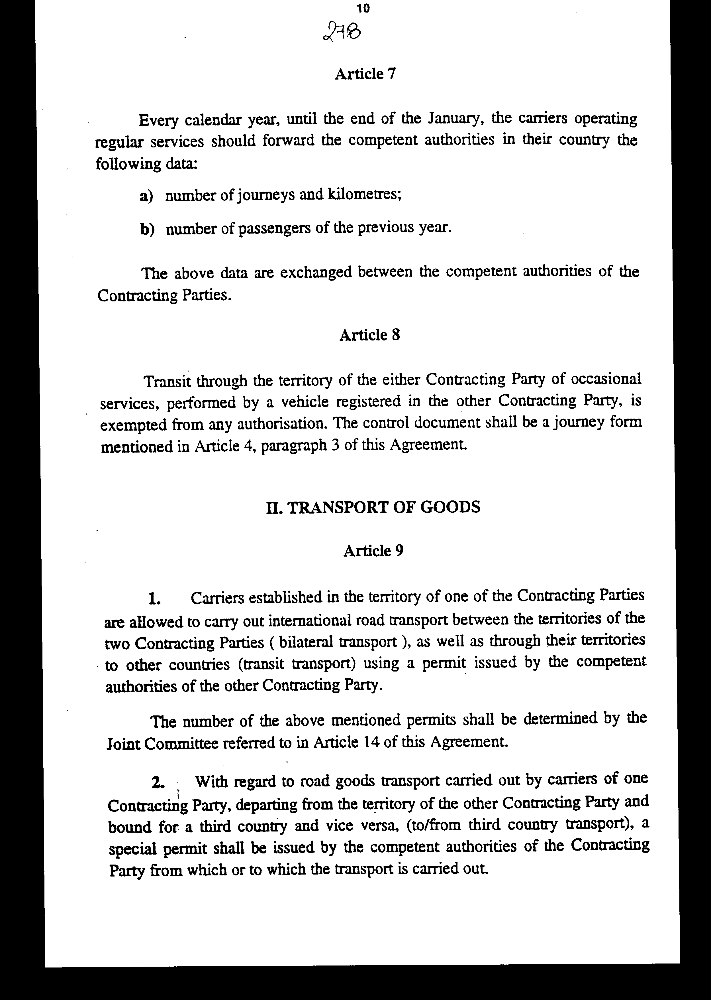 10
278
Article 7
Every calendar year, until the end of the January, the carriers operating
regular services should forward the competent authorities in their country the
following data:
a) number of journeys and kilometres;
b) number of passengers of the previous year.
The above data are exchanged between the competent authorities of the
Contracting Parties.
Article 8
Transit through the territory of the either Contracting Party of occasional
services, performed by a vehicle registered in the other Contracting Party, is
exempted from any authorisation. The control document shall be a journey form
mentioned in Article 4, paragraph 3 of this Agreement.
II. TRANSPORT OF GOODS
Article 9
1. Carriers established in the territory of one of the Contracting Parties
are allowed to carry out international road transport between the territories of the
two Contracting Parties ( bilateral transport ), as well as through their territories
to other countries (transit transport) using a permit issued by the competent
authorities of the other Contracting Party.
The number of the above mentioned permits shall be determined by the
Joint Committee referred to in Article 14 of this Agreement.
2. With regard to road goods transport carried out by carriers of one
Contracting Party, departing from the territory of the other Contracting Party and
bound for a third country and vice versa, (to/from third country transport), a
special permit shall be issued by the competent authorities of the Contracting
Party from which or to which the transport is carried out.